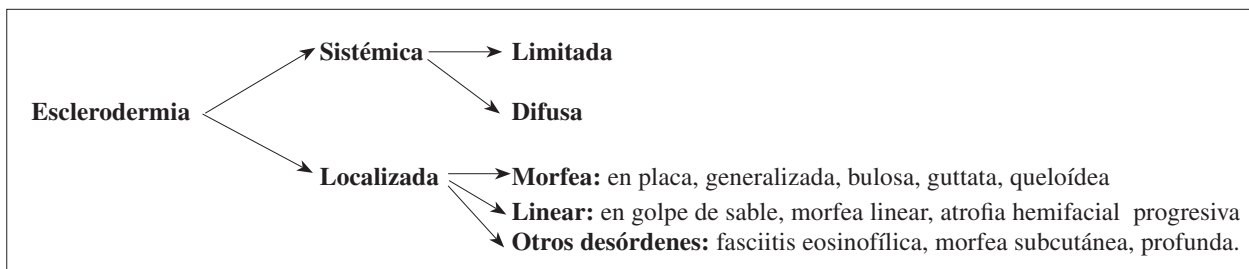 Sistémica Limitada
Esclerodermia Difusa
Localizada Morfea: en placa, generalizada, bulosa, guttata, queloídea
Linear: en golpe de sable, morfea linear, atrofia hemifacial progresiva
Otros desórdenes: fasciitis eosinofílica, morfea subcutánea, profunda.